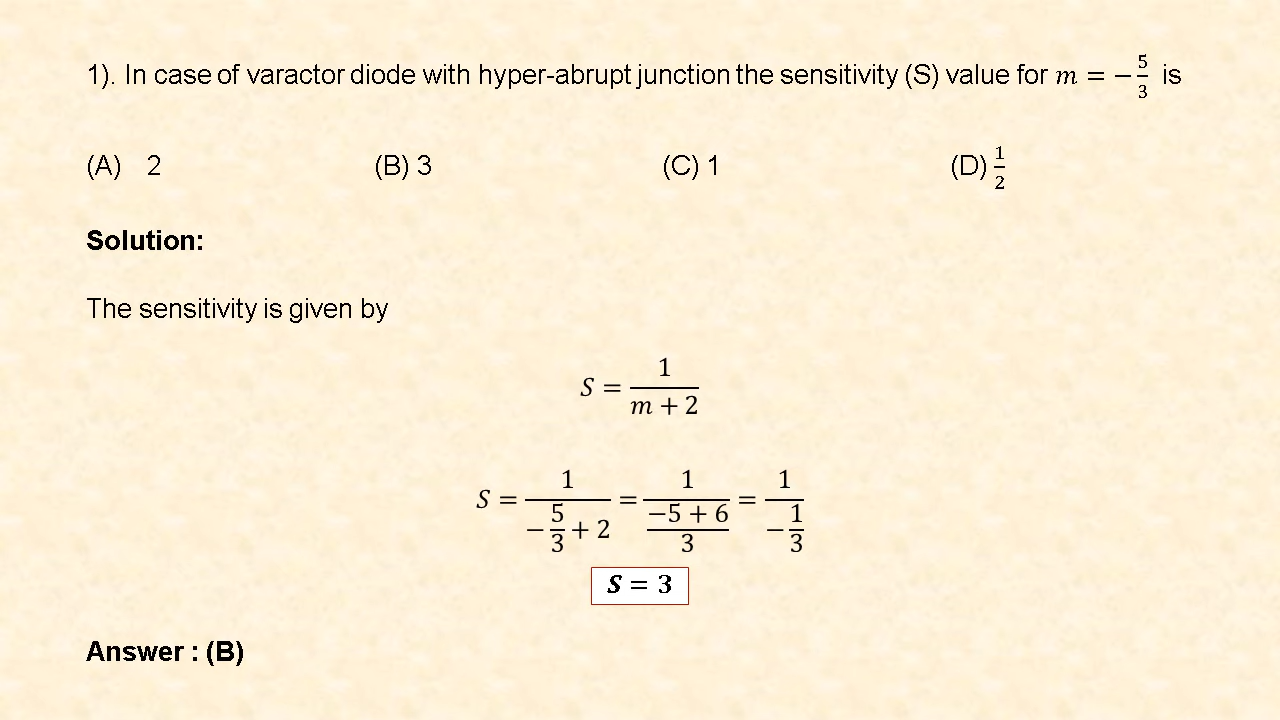 1). In case of varactor diode with hyper-abrupt junction the sensitivity (S) value for m = −5/3 is
(A) 2 (B) 3 (C) 1 (D) 1/2
Solution:
The sensitivity is given by
S = 1/(m + 2)
S = 1/(−5/3 + 2) = 1/((−5 + 6)/3) = 1/(−1/3)
S = 3
Answer : (B)